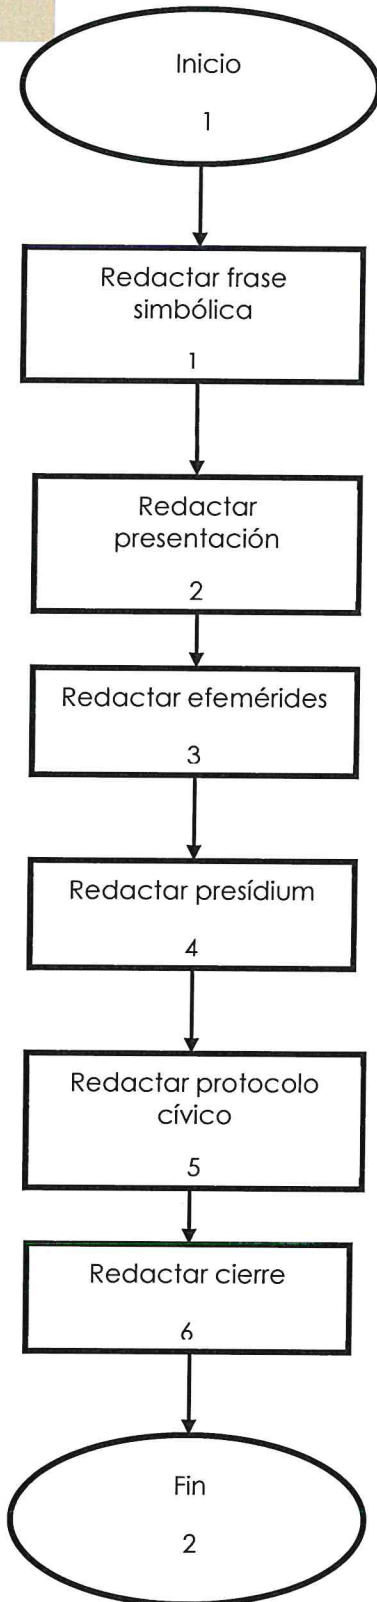 Inicio
1
Redactar frase
simbólica
1
Redactar
presentación
2
Redactar efemérides
3
Redactar presídium
4
Redactar protocolo
cívico
5
Redactar cierre
6
Fin
2